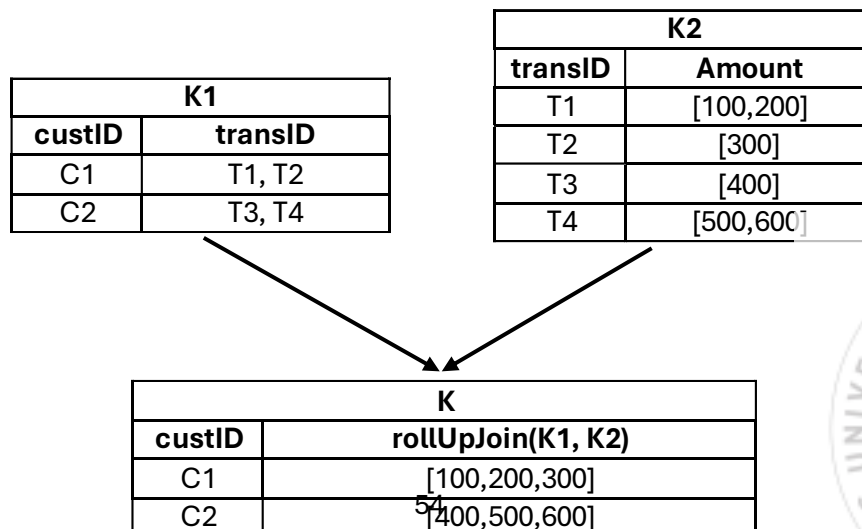 K1
custID transID
C1 T1, T2
C2 T3, T4
K2
transID Amount
T1 [100,200]
T2 [300]
T3 [400]
T4 [500,600]
K
custID rollUpJoin(K1, K2)
C1 [100,200,300]
C2 [400,500,600]
54